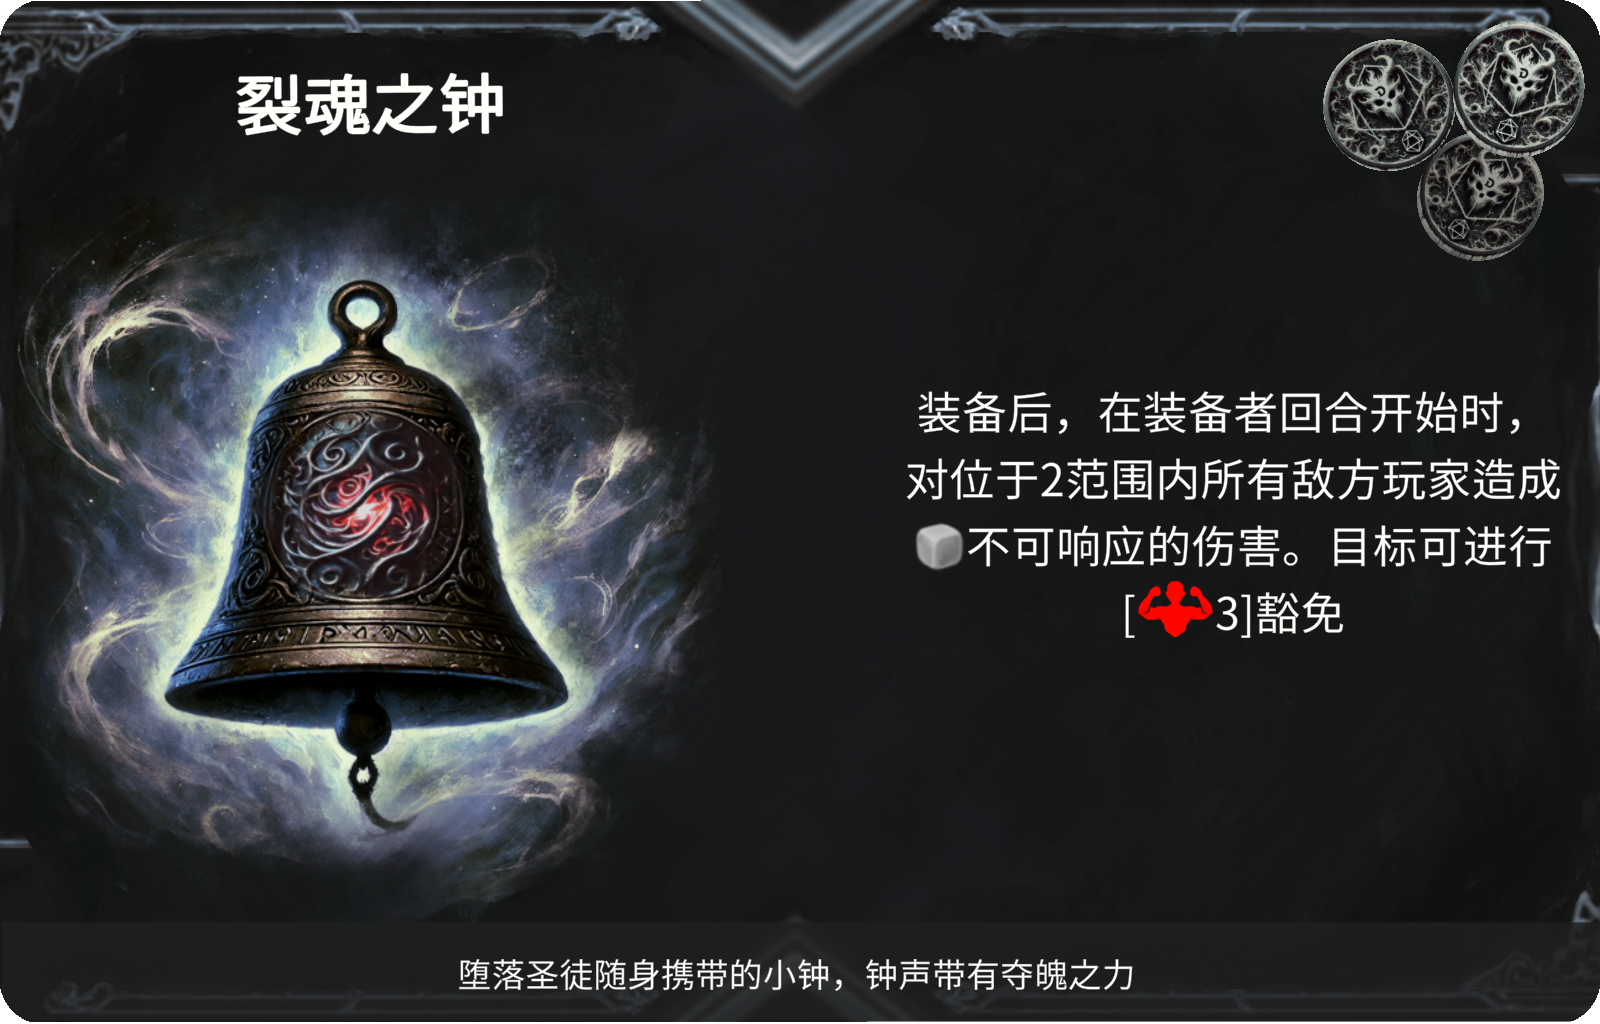 裂魂之钟
装备后，在装备者回合开始时，
对位于2范围内所有敌方玩家造成
不可响应的伤害。目标可进行
[3]豁免
堕落圣徒随身携带的小钟，钟声带有夺魄之力